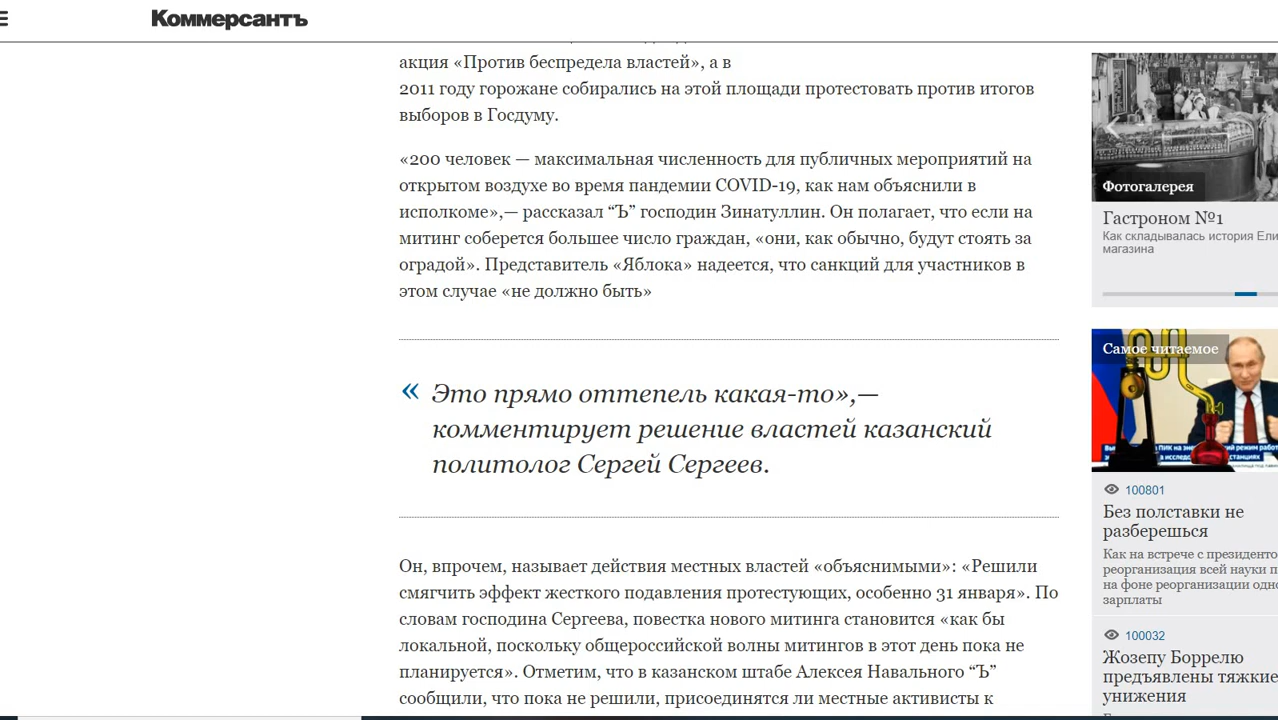 Коммерсантъ
акция «Против беспредела властей», а в
2011 году горожане собирались на этой площади протестовать против итогов
выборов в Госдуму.
«200 человек — максимальная численность для публичных мероприятий на
открытом воздухе во время пандемии COVID-19, как нам объяснили в
исполкоме»,— рассказал “Ъ” господин Зинатуллин. Он полагает, что если на
митинг соберется большее число граждан, «они, как обычно, будут стоять за
оградой». Представитель «Яблока» надеется, что санкций для участников в
этом случае «не должно быть»
« Это прямо оттепель какая-то»,—
комментирует решение властей казанский
политолог Сергей Сергеев.
Он, впрочем, называет действия местных властей «объяснимыми»: «Решили
смягчить эффект жесткого подавления протестующих, особенно 31 января». По
словам господина Сергеева, повестка нового митинга становится «как бы
локальной, поскольку общероссийской волны митингов в этот день пока не
планируется». Отметим, что в казанском штабе Алексея Навального “Ъ”
сообщили, что пока не решили, присоединятся ли местные активисты к
Фотогалерея
Гастроном №1
Как складывалась история Ели
магазина
Самое читаемое
100801
Без полставки не
разберешься
Как на встрече с президенто
реорганизация всей науки п
на фоне реорганизации одно
зарплаты
100032
Жозепу Боррелю
предъявлены тяжкие
унижения